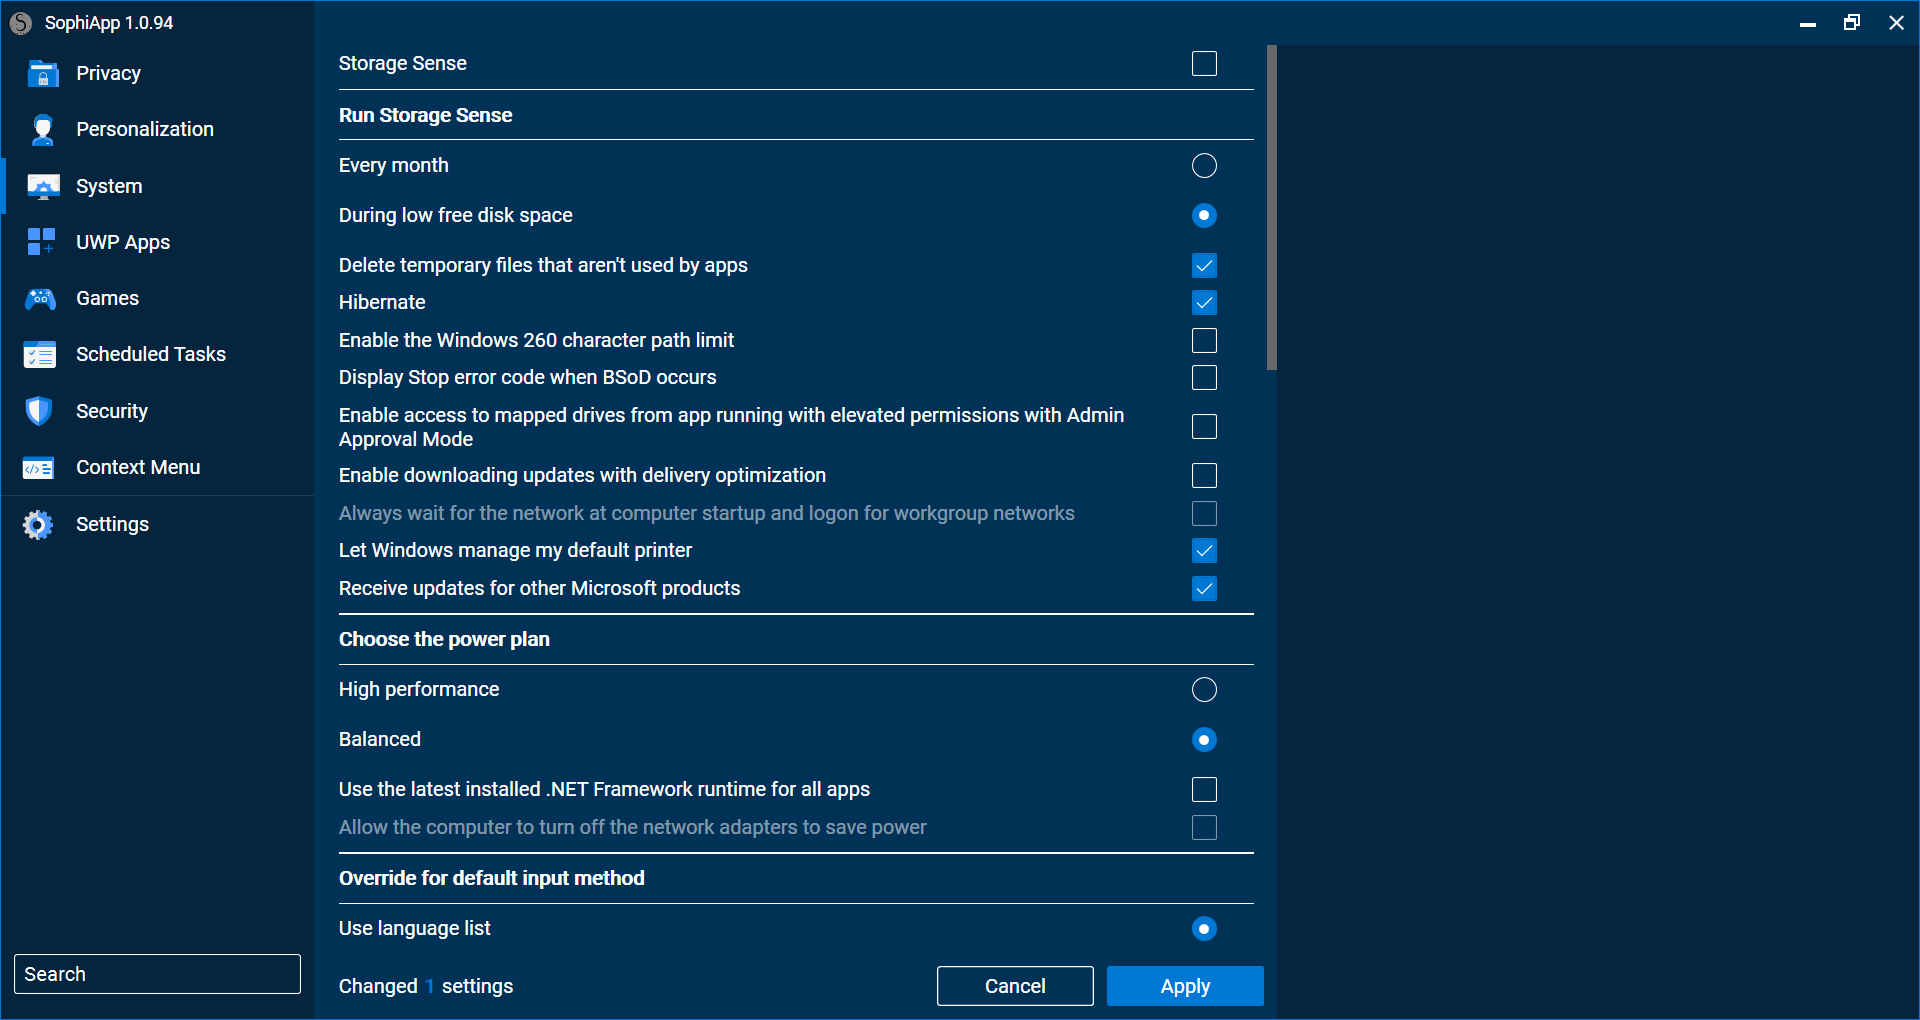 SophiApp 1.0.94
Privacy
Personalization
System
UWP Apps
Games
Scheduled Tasks
Security
Context Menu
Settings
Search
Storage Sense
Run Storage Sense
Every month
During low free disk space
Delete temporary files that aren't used by apps
Hibernate
Enable the Windows 260 character path limit
Display Stop error code when BSoD occurs
Enable access to mapped drives from app running with elevated permissions with Admin
Approval Mode
Enable downloading updates with delivery optimization
Always wait for the network at computer startup and logon for workgroup networks
Let Windows manage my default printer
Receive updates for other Microsoft products
Choose the power plan
High performance
Balanced
Use the latest installed .NET Framework runtime for all apps
Allow the computer to turn off the network adapters to save power
Override for default input method
Use language list
Changed 1 settings
Cancel
Apply